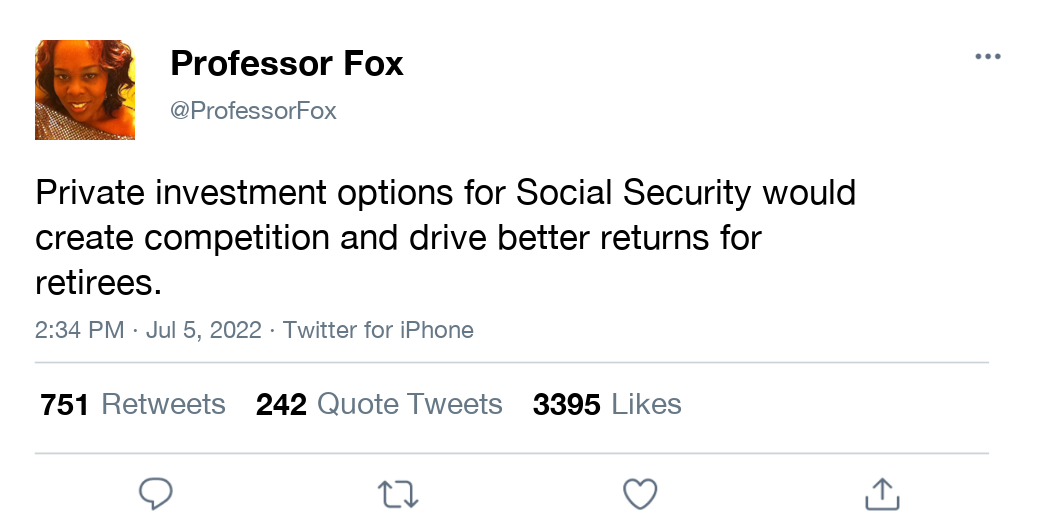 Professor Fox
@ProfessorFox
Private investment options for Social Security would
create competition and drive better returns for
retirees.
2:34 PM · Jul 5, 2022 · Twitter for iPhone
751 Retweets 242 Quote Tweets 3395 Likes